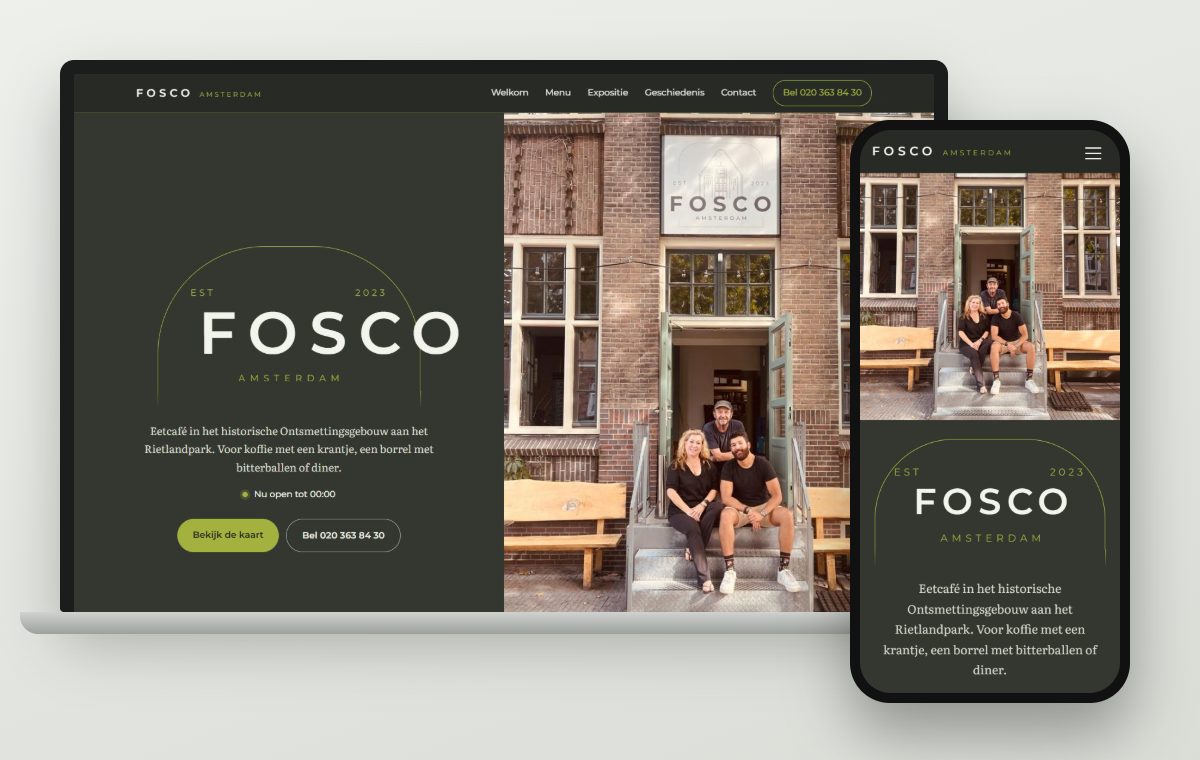 FOSCO AMSTERDAM
Welkom Menu Expositie Geschiedenis Contact Bel 020 363 84 30
EST 2023
FOSCO
AMSTERDAM
Eetcafé in het historische Ontsmettingsgebouw aan het
Rietlandpark. Voor koffie met een krantje, een borrel met
bitterballen of diner.
Nu open tot 00:00
Bekijk de kaart
Bel 020 363 84 30
EST 2023
FOSCO
AMSTERDAM
FOSCO AMSTERDAM
EST 2023
FOSCO
AMSTERDAM
Eetcafé in het historische
Ontsmettingsgebouw aan het
Rietlandpark. Voor koffie met een
krantje, een borrel met bitterballen of
diner.